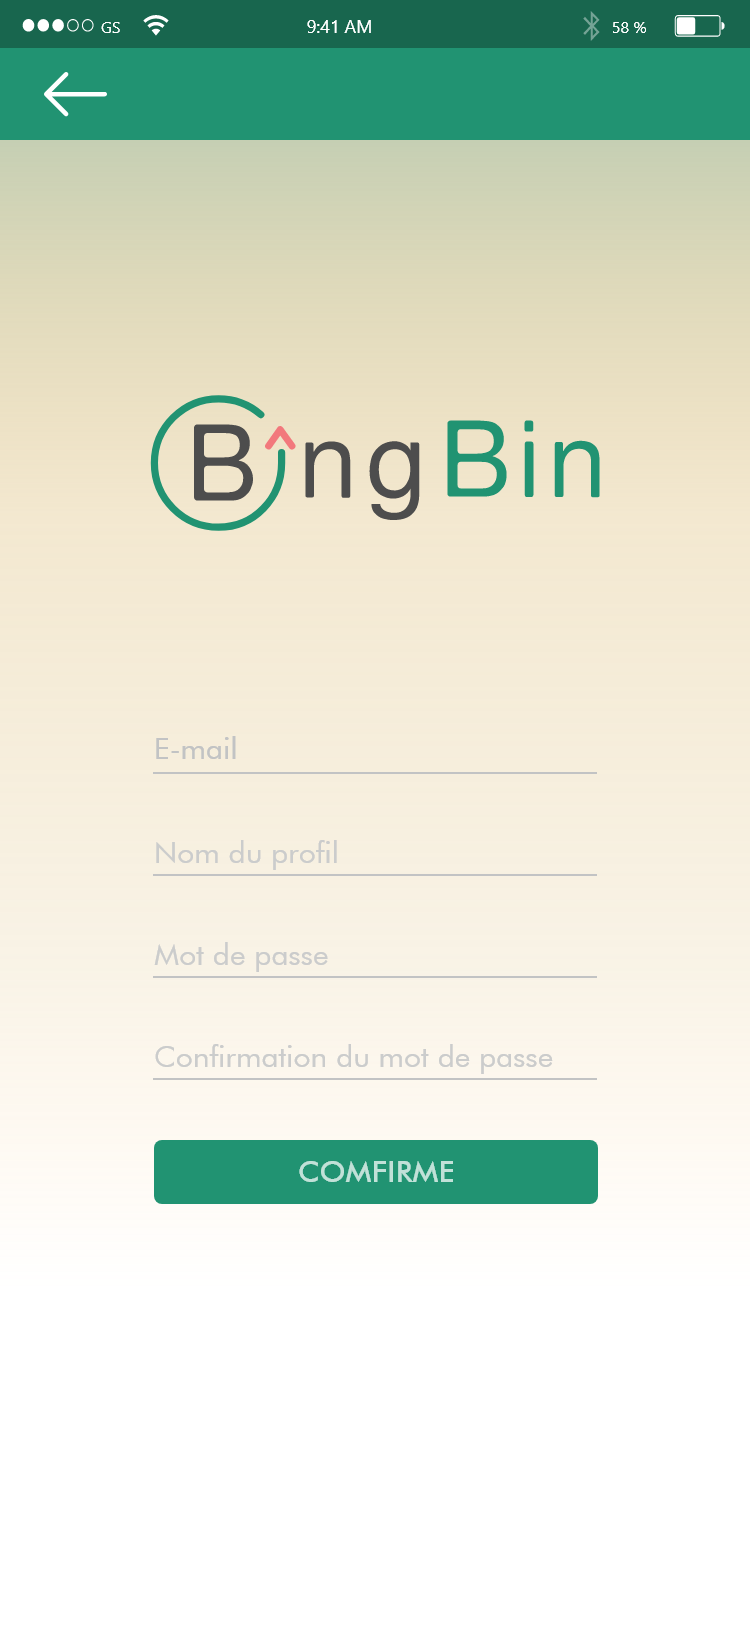 GS 9:41 AM 58 %
BingBin
E-mail
Nom du profil
Mot de passe
Confirmation du mot de passe
COMFIRME